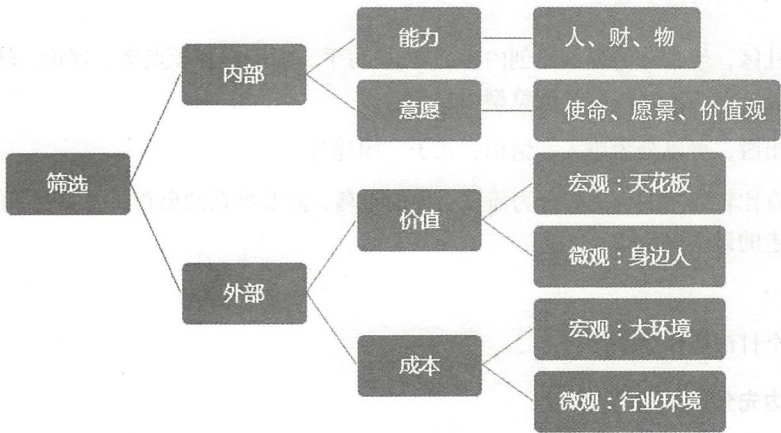 筛选
内部
能力
人、财、物
意愿
使命、愿景、价值观
外部
价值
宏观：天花板
微观：身边人
成本
宏观：大环境
微观：行业环境